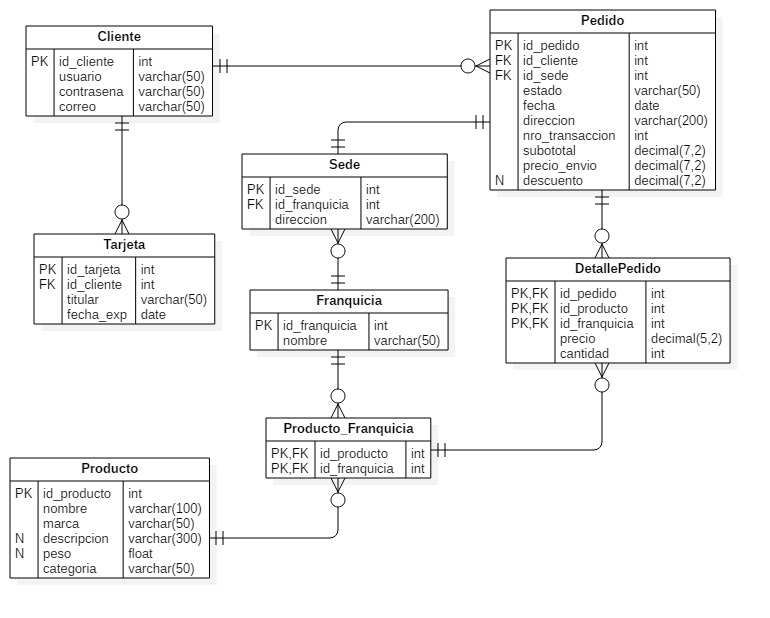 Cliente
PK id_cliente int
usuario varchar(50)
contrasena varchar(50)
correo varchar(50)
Pedido
PK id_pedido int
FK id_cliente int
FK id_sede int
estado varchar(50)
fecha date
direccion varchar(200)
nro_transaccion int
subototal decimal(7,2)
precio_envio decimal(7,2)
N descuento decimal(7,2)
Sede
PK id_sede int
FK id_franquicia int
direccion varchar(200)
Tarjeta
PK id_tarjeta int
FK id_cliente int
titular varchar(50)
fecha_exp date
DetallePedido
PK,FK id_pedido int
PK,FK id_producto int
PK,FK id_franquicia int
precio decimal(5,2)
cantidad int
Franquicia
PK id_franquicia int
nombre varchar(50)
Producto_Franquicia
PK,FK id_producto int
PK,FK id_franquicia int
Producto
PK id_producto int
nombre varchar(100)
marca varchar(50)
N descripcion varchar(300)
N peso float
categoria varchar(50)